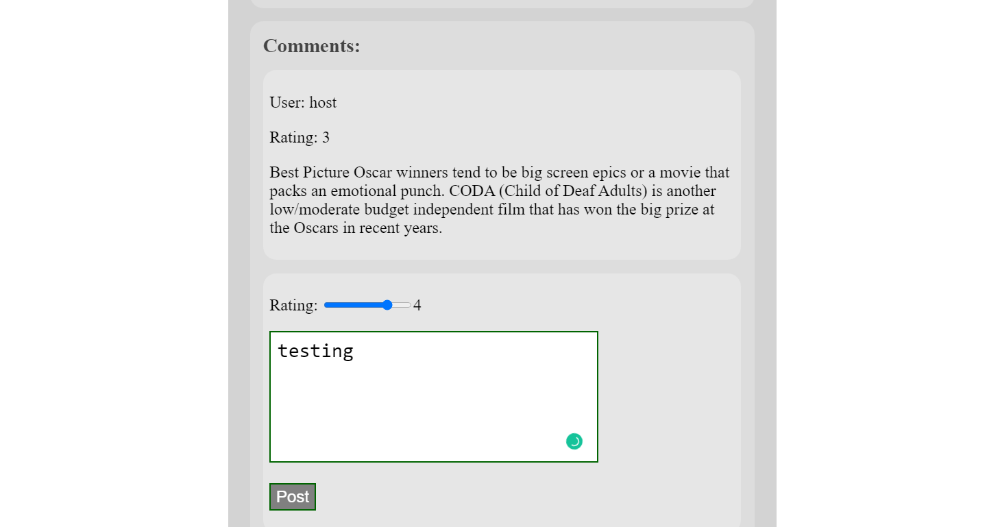 Comments:
User: host
Rating: 3
Best Picture Oscar winners tend to be big screen epics or a movie that
packs an emotional punch. CODA (Child of Deaf Adults) is another
low/moderate budget independent film that has won the big prize at
the Oscars in recent years.
Rating: 4
testing
Post